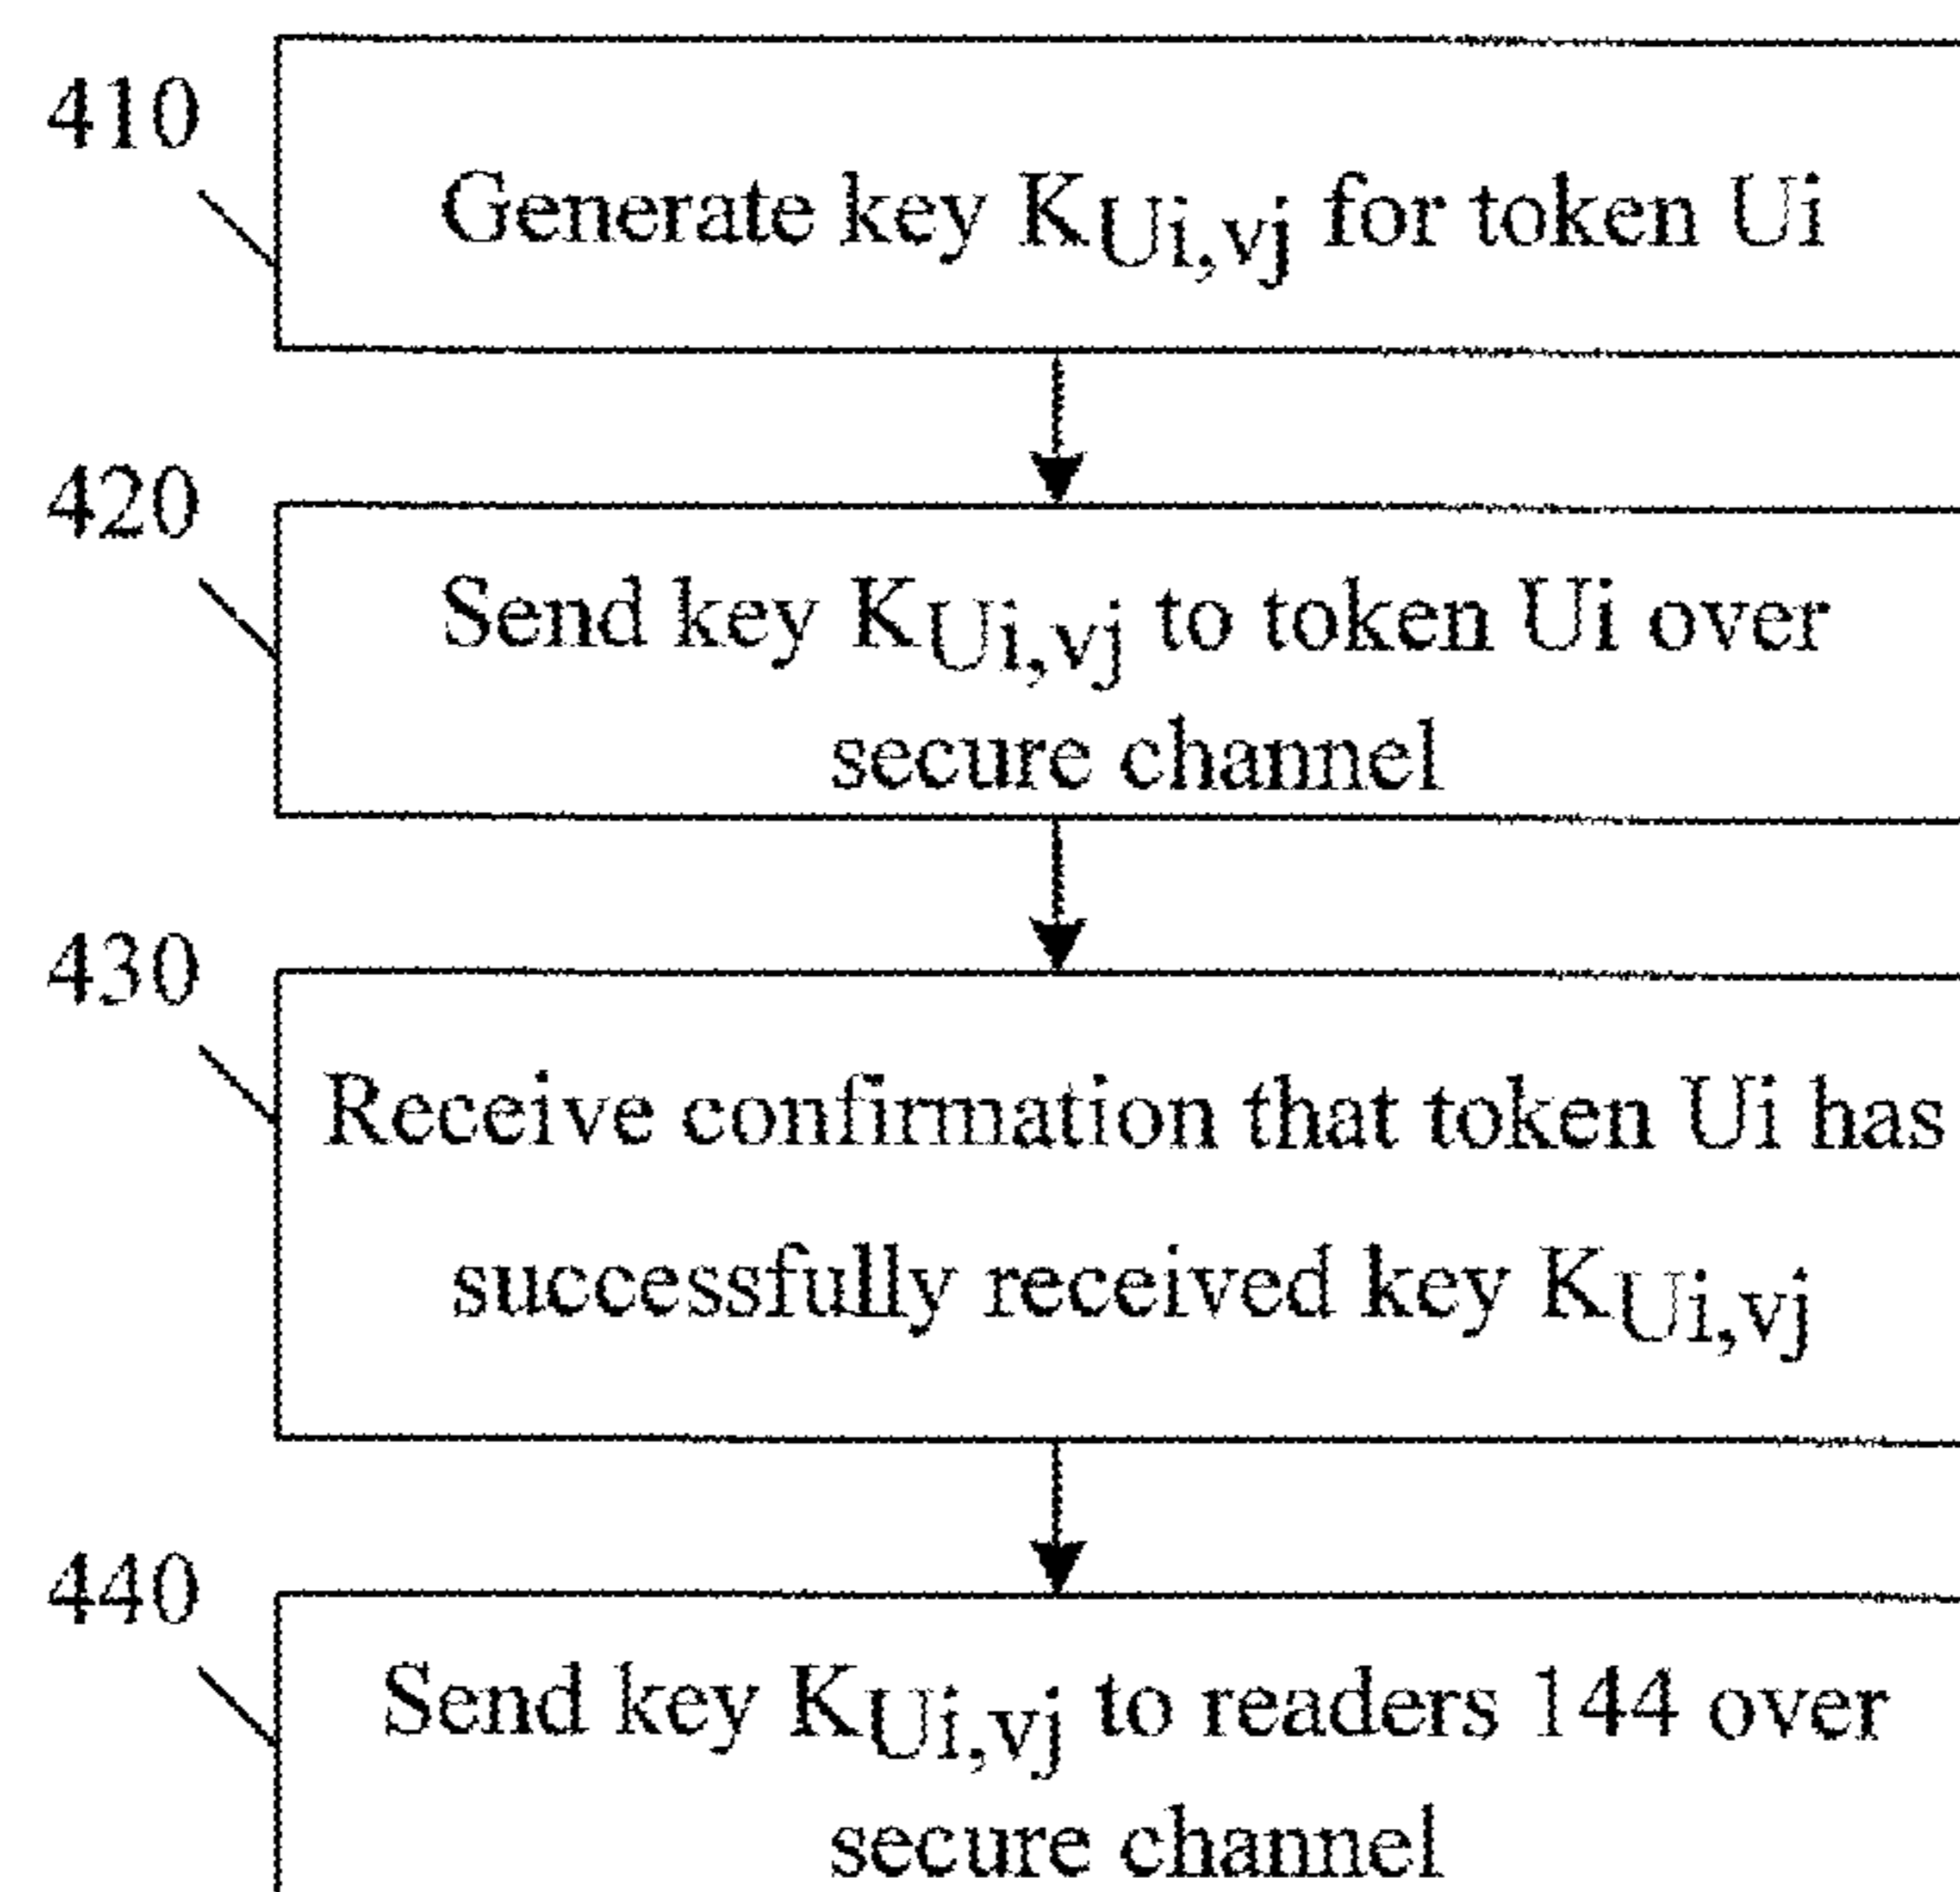 410
Generate key KUi,vj for token Ui
420
Send key KUi,vj to token Ui over
secure channel
430
Receive confirmation that token Ui has
successfully received key KUi,vj
440
Send key KUi,vj to readers 144 over
secure channel